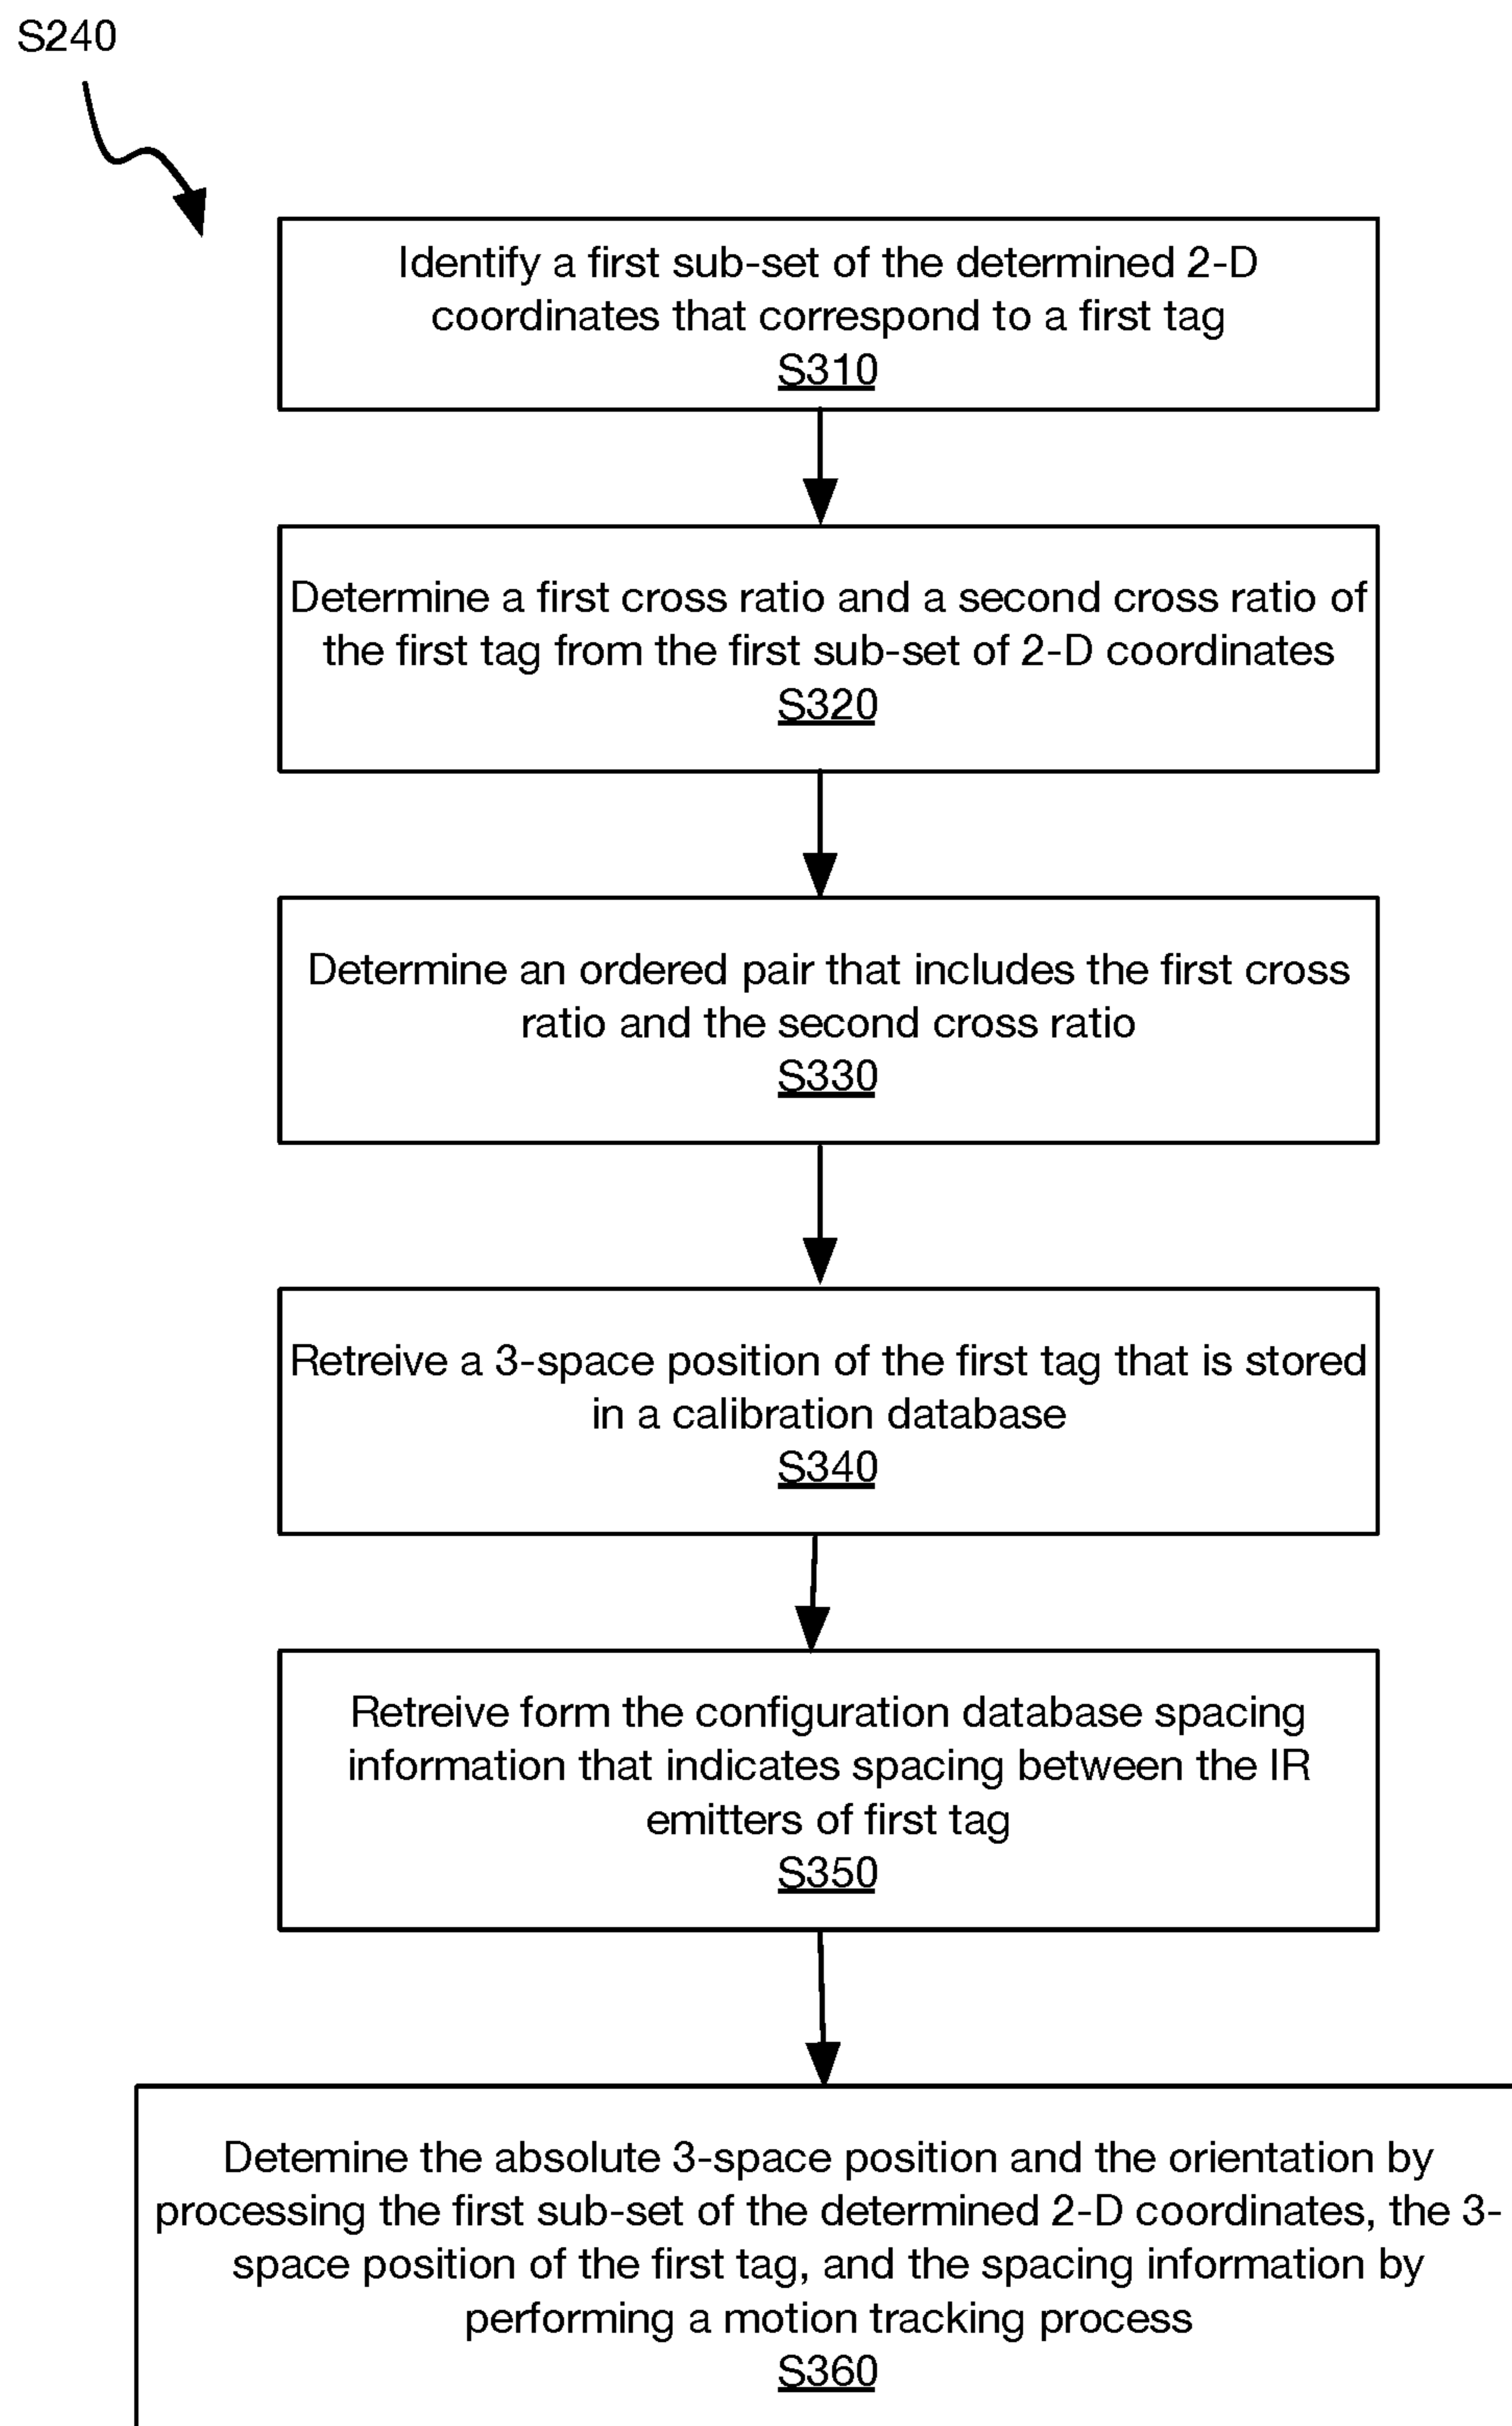 S240
Identify a first sub-set of the determined 2-D
coordinates that correspond to a first tag
S310
Determine a first cross ratio and a second cross ratio of
the first tag from the first sub-set of 2-D coordinates
S320
Determine an ordered pair that includes the first cross
ratio and the second cross ratio
S330
Retreive a 3-space position of the first tag that is stored
in a calibration database
S340
Retreive form the configuration database spacing
information that indicates spacing between the IR
emitters of first tag
S350
Detemine the absolute 3-space position and the orientation by
processing the first sub-set of the determined 2-D coordinates, the 3-
space position of the first tag, and the spacing information by
performing a motion tracking process
S360